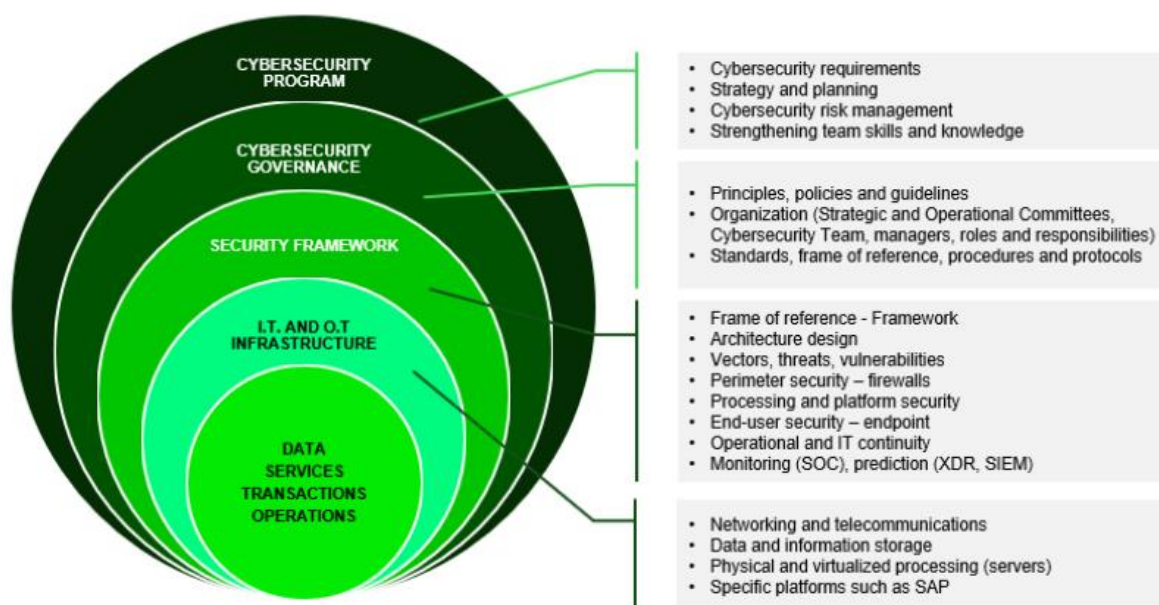 CYBERSECURITY
PROGRAM
CYBERSECURITY
GOVERNANCE
SECURITY FRAMEWORK
I.T. AND O.T
INFRASTRUCTURE
DATA
SERVICES
TRANSACTIONS
OPERATIONS
• Cybersecurity requirements
• Strategy and planning
• Cybersecurity risk management
• Strengthening team skills and knowledge
• Principles, policies and guidelines
• Organization (Strategic and Operational Committees,
Cybersecurity Team, managers, roles and responsibilities)
• Standards, frame of reference, procedures and protocols
• Frame of reference - Framework
• Architecture design
• Vectors, threats, vulnerabilities
• Perimeter security – firewalls
• Processing and platform security
• End-user security – endpoint
• Operational and IT continuity
• Monitoring (SOC), prediction (XDR, SIEM)
• Networking and telecommunications
• Data and information storage
• Physical and virtualized processing (servers)
• Specific platforms such as SAP